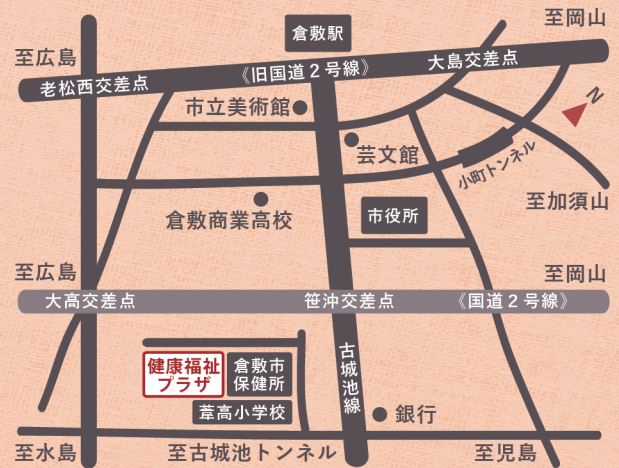 至岡山
倉敷駅
至広島
《旧国道２号線》
大島交差点
老松西交差点
N
市立美術館
芸文館
小町トンネル
至加須山
倉敷商業高校
市役所
至広島
至岡山
大高交差点
笹沖交差点
《国道２号線》
古城池線
健康福祉
プラザ
倉敷市
保健所
葦高小学校
銀行
至水島
至古城池トンネル
至児島